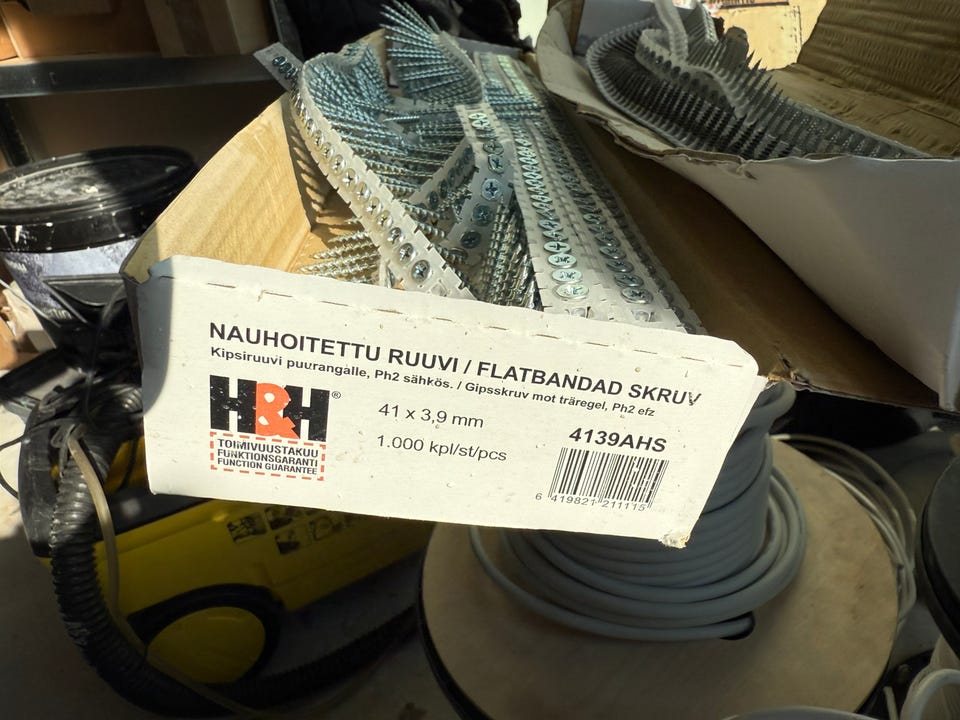 NAUHOITETTU RUUVI / FLATBANDAD SKRUV
Kipsiruuvi puurangalle, Ph2 sähkös. / Gipsskruv mot träregel, Ph2 efz
H&H®
TOIMIVUUSTAKUU
FUNKTIONSGARANTI
FUNCTION GUARANTEE
41 x 3,9 mm
1.000 kpl/st/pcs
4139AHS
6 419821 211115